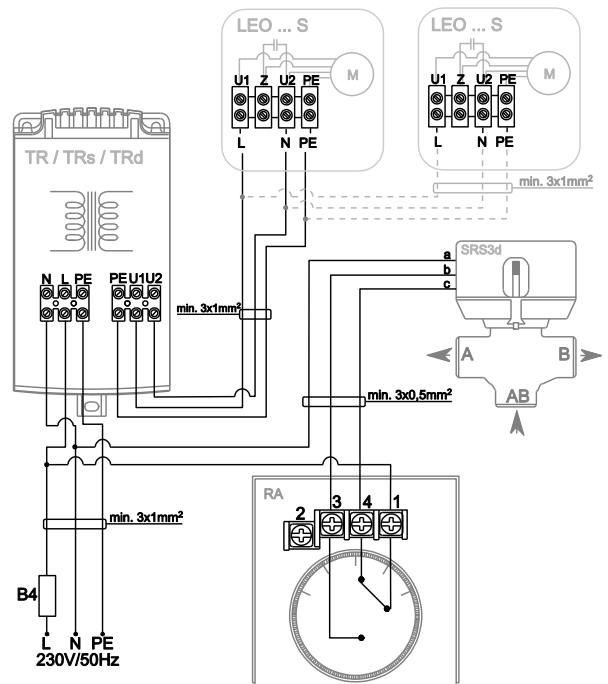 LEO ... S
LEO ... S
M
M
U1 Z U2 PE
U1 Z U2 PE
L N PE
L N PE
TR / TRs / TRd
min. 3x1mm²
SRS3d
a
b
c
N L PE
PE U1 U2
min. 3x1mm²
A
B
AB
min. 3x0,5mm²
RA
2 3 4 1
min. 3x1mm²
B4
L N PE
230V/50Hz